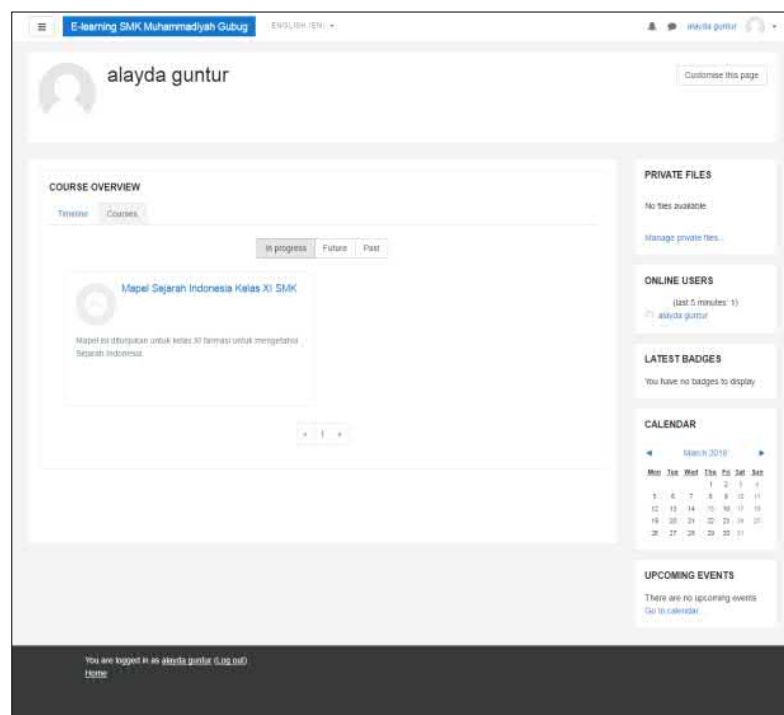 E-learning SMK Muhammadiyah Gubug
ENGLISH (EN)
alayda guntur
alayda guntur
Customise this page
COURSE OVERVIEW
Timeline Courses
In progress Future Past
Mapel Sejarah Indonesia Kelas XI SMK
Mapel ini ditunjukan untuk kelas XI farmasi untuk mengetahui
Sejarah Indonesia.
« 1 »
PRIVATE FILES
No files available
Manage private files...
ONLINE USERS
(last 5 minutes: 1)
alayda guntur
LATEST BADGES
You have no badges to display
CALENDAR
◄ March 2018 ►
Mon Tue Wed Thu Fri Sat Sun
1 2 3 4
5 6 7 8 9 10 11
12 13 14 15 16 17 18
19 20 21 22 23 24 25
26 27 28 29 30 31
UPCOMING EVENTS
There are no upcoming events
Go to calendar...
You are logged in as alayda guntur (Log out)
Home